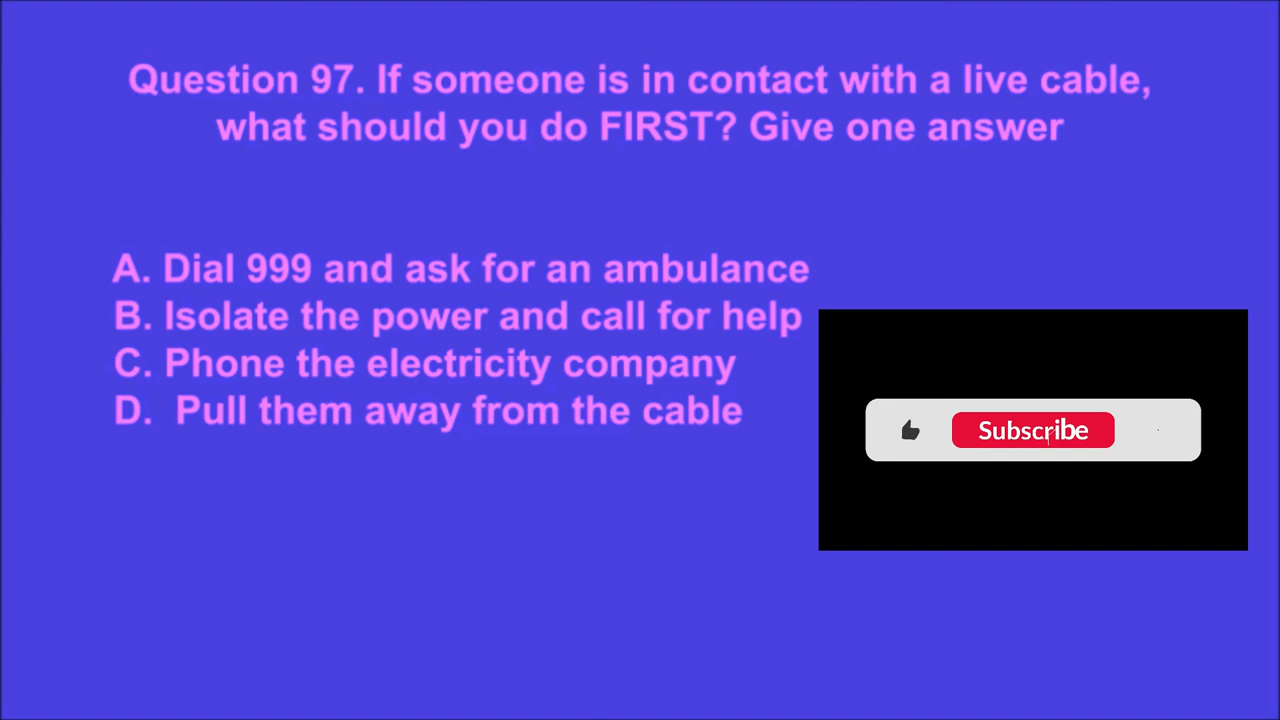 Question 97. If someone is in contact with a live cable,
what should you do FIRST? Give one answer
A. Dial 999 and ask for an ambulance
B. Isolate the power and call for help
C. Phone the electricity company
D. Pull them away from the cable
Subscribe